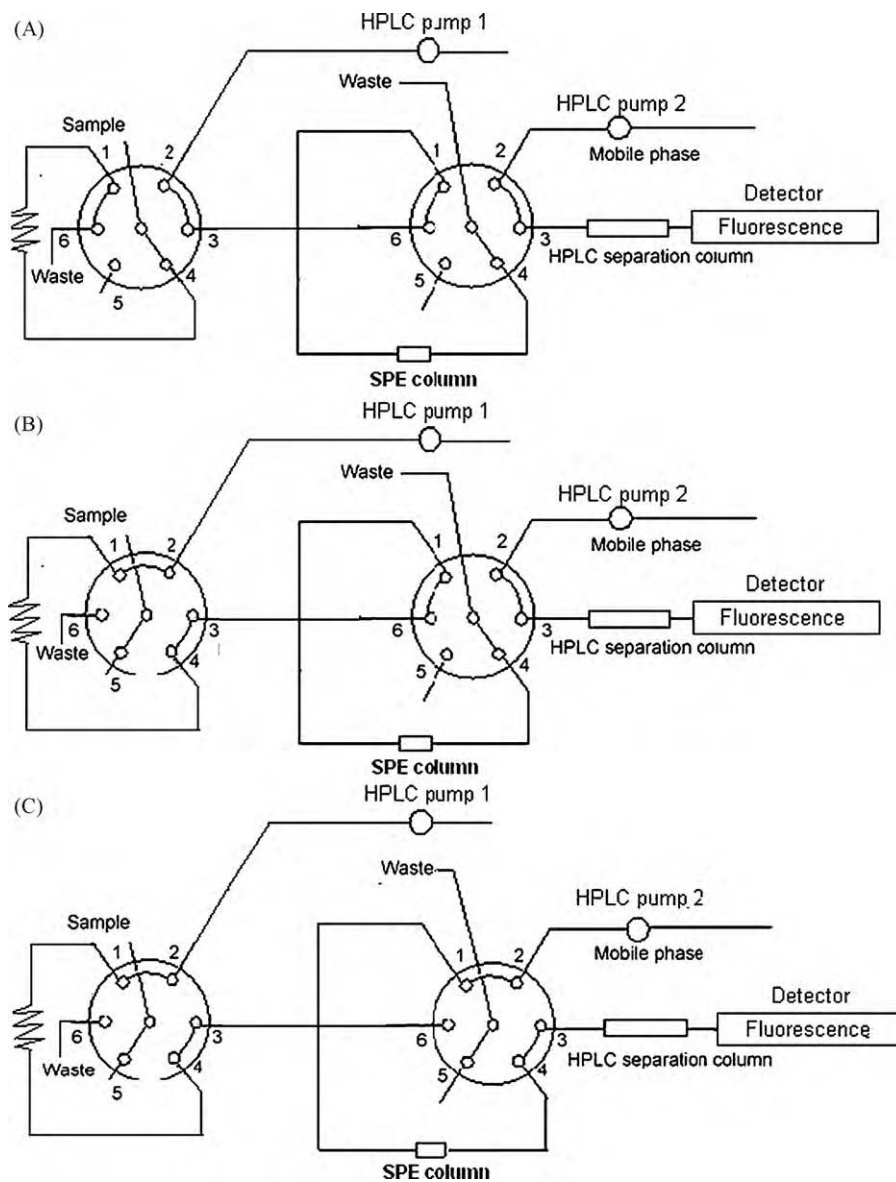 (A)
HPLC pump 1
Waste
HPLC pump 2
Sample
Mobile phase
1
2
1
2
Detector
Fluorescence
6
3
6
3
Waste
HPLC separation column
4
4
5
5
SPE column
(B)
HPLC pump 1
Waste
HPLC pump 2
Sample
Mobile phase
1
2
1
2
Detector
Fluorescence
6
3
6
3
Waste
HPLC separation column
4
4
5
5
SPE column
(C)
HPLC pump 1
Waste
HPLC pump 2
Sample
Mobile phase
1
2
1
2
Detector
Fluorescence
6
3
6
3
Waste
HPLC separation column
4
4
5
5
SPE column